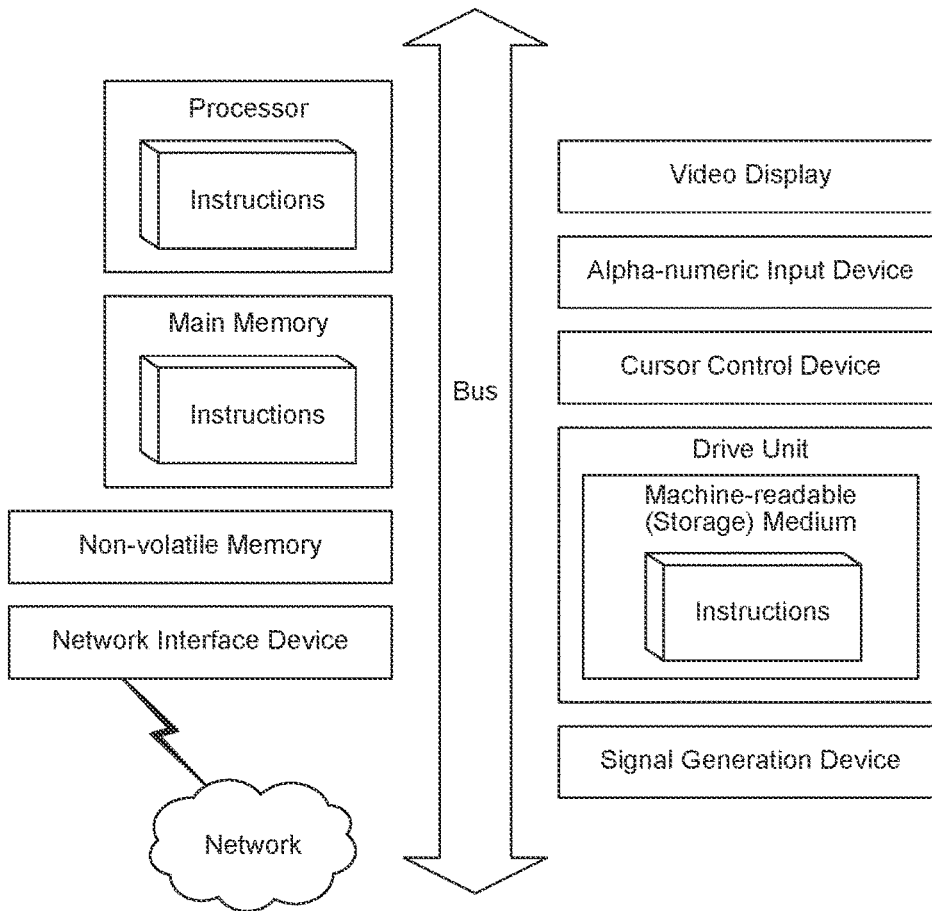 Processor
Instructions
Main Memory
Instructions
Non-volatile Memory
Network Interface Device
Network
Bus
Video Display
Alpha-numeric Input Device
Cursor Control Device
Drive Unit
Machine-readable
(Storage) Medium
Instructions
Signal Generation Device